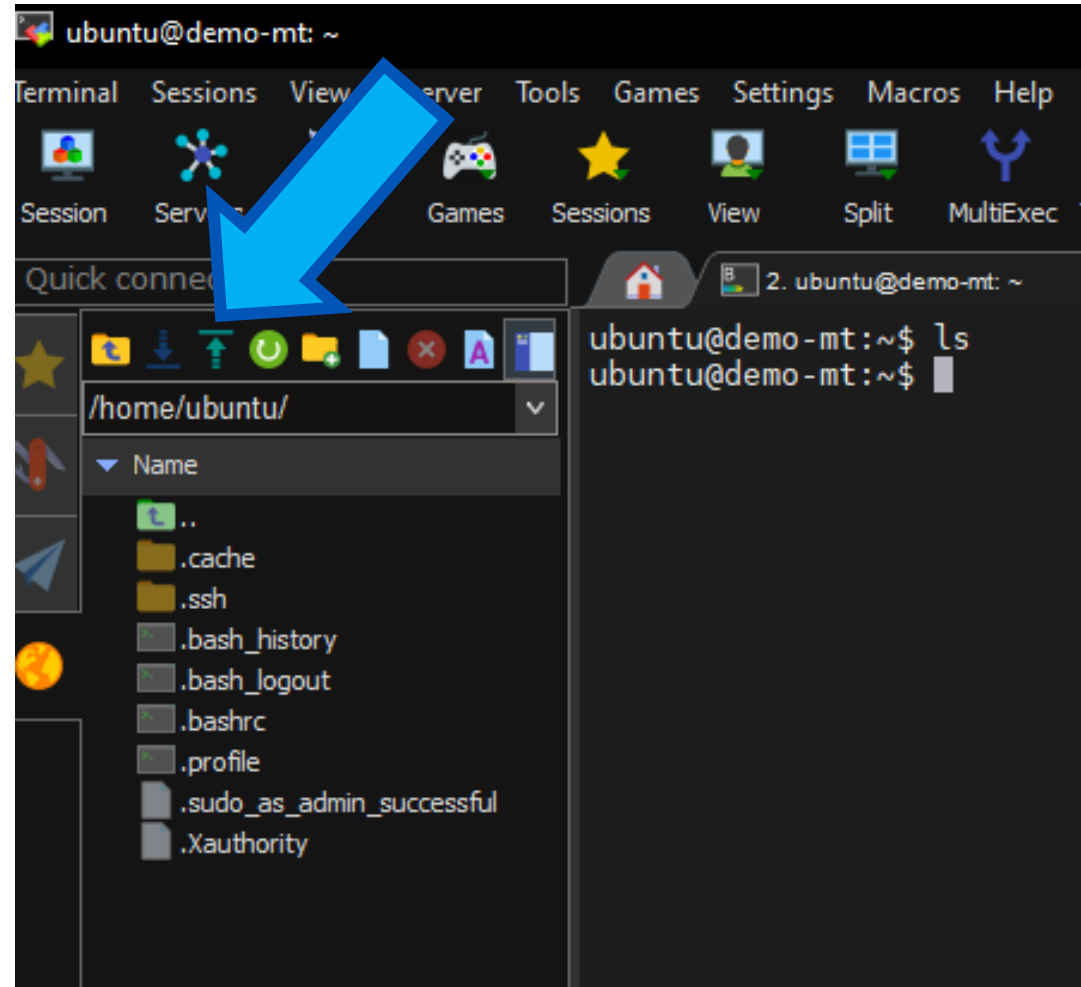 ubuntu@demo-mt: ~
Terminal Sessions View Tools Games Settings Macros Help
Session Games Sessions View Split MultiExec
Quick
2. ubuntu@demo-mt: ~
ubuntu@demo-mt:~$ ls
ubuntu@demo-mt:~$
/home/ubuntu/
Name
..
.cache
.ssh
.bash_history
.bash_logout
.bashrc
.profile
.sudo_as_admin_successful
.Xauthority